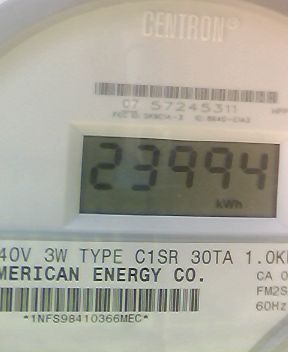 CENTRON®
07 57245311
23994
kWh
40V 3W TYPE C1SR 30TA 1.0K
MERICAN ENERGY CO.
CA 0
FM2S
60Hz
*1NFS98410366MEC*